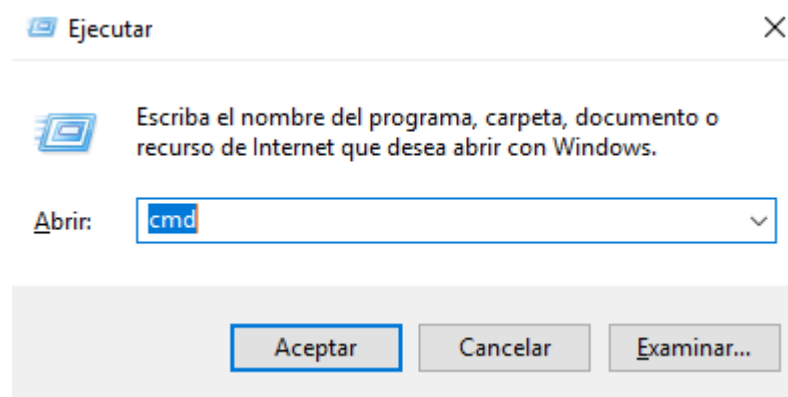 Ejecutar
Escriba el nombre del programa, carpeta, documento o
recurso de Internet que desea abrir con Windows.
Abrir:
cmd
Aceptar
Cancelar
Examinar...